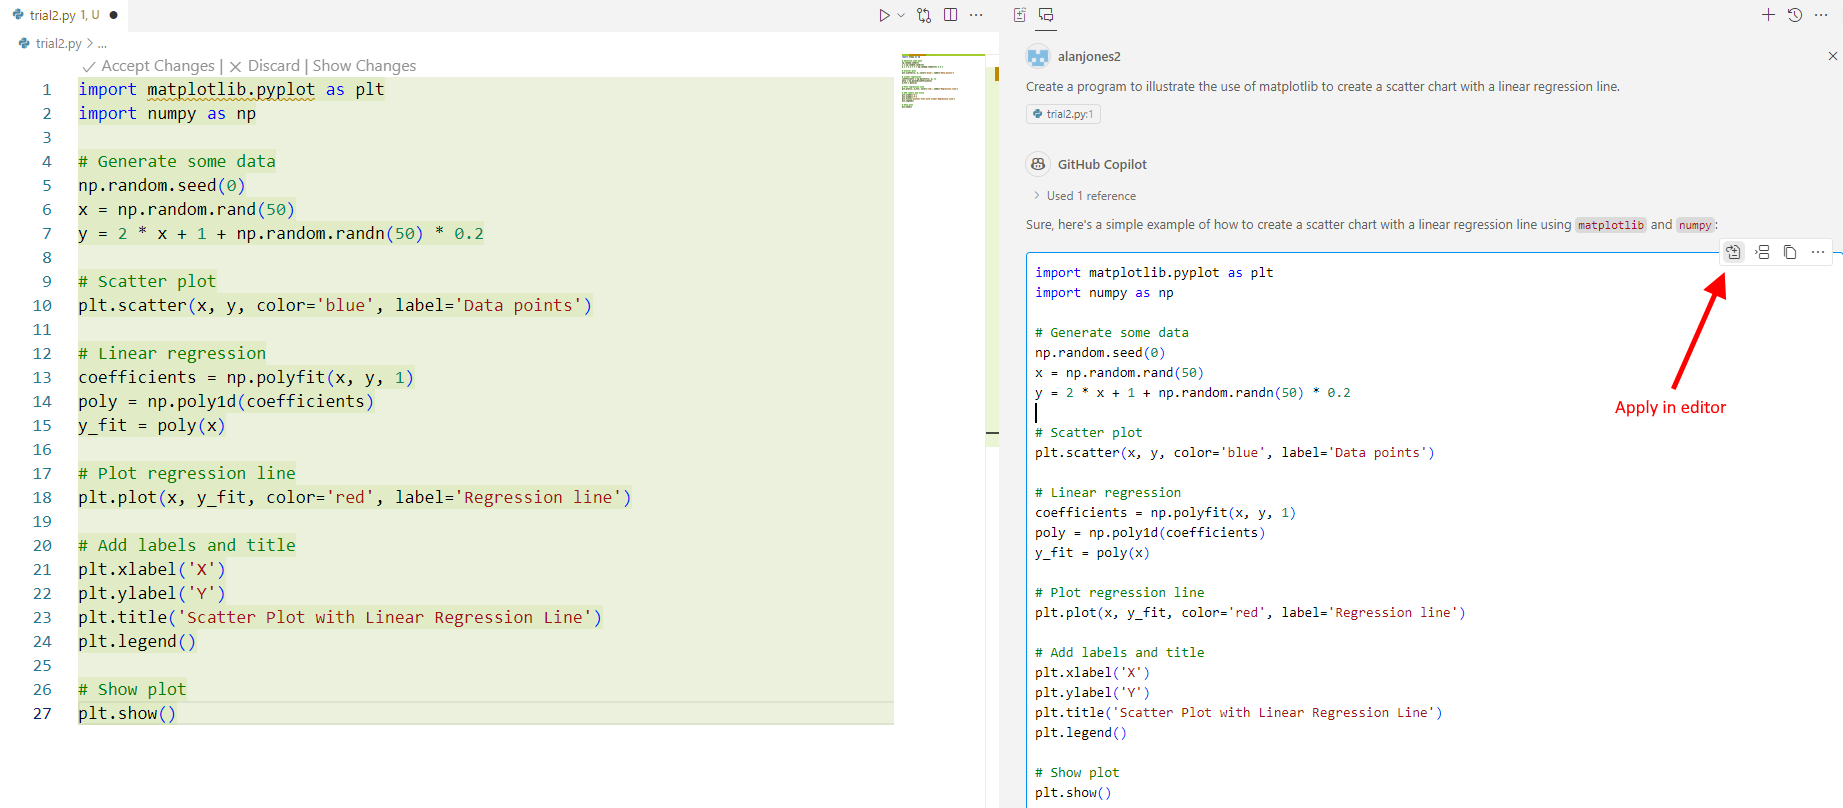 trial2.py 1, U
trial2.py > ...
Accept Changes | Discard | Show Changes
1 import matplotlib.pyplot as plt
2 import numpy as np
3
4 # Generate some data
5 np.random.seed(0)
6 x = np.random.rand(50)
7 y = 2 * x + 1 + np.random.randn(50) * 0.2
8
9 # Scatter plot
10 plt.scatter(x, y, color='blue', label='Data points')
11
12 # Linear regression
13 coefficients = np.polyfit(x, y, 1)
14 poly = np.poly1d(coefficients)
15 y_fit = poly(x)
16
17 # Plot regression line
18 plt.plot(x, y_fit, color='red', label='Regression line')
19
20 # Add labels and title
21 plt.xlabel('X')
22 plt.ylabel('Y')
23 plt.title('Scatter Plot with Linear Regression Line')
24 plt.legend()
25
26 # Show plot
27 plt.show()
alanjones2
Create a program to illustrate the use of matplotlib to create a scatter chart with a linear regression line.
trial2.py:1
GitHub Copilot
> Used 1 reference
Sure, here's a simple example of how to create a scatter chart with a linear regression line using matplotlib and numpy:
import matplotlib.pyplot as plt
import numpy as np
# Generate some data
np.random.seed(0)
x = np.random.rand(50)
y = 2 * x + 1 + np.random.randn(50) * 0.2
# Scatter plot
plt.scatter(x, y, color='blue', label='Data points')
# Linear regression
coefficients = np.polyfit(x, y, 1)
poly = np.poly1d(coefficients)
y_fit = poly(x)
# Plot regression line
plt.plot(x, y_fit, color='red', label='Regression line')
# Add labels and title
plt.xlabel('X')
plt.ylabel('Y')
plt.title('Scatter Plot with Linear Regression Line')
plt.legend()
# Show plot
plt.show()
Apply in editor